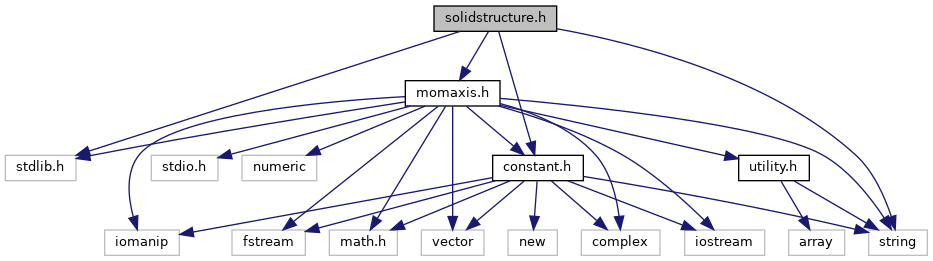 solidstructure.h
momaxis.h
stdlib.h
stdio.h
numeric
constant.h
utility.h
iomanip
fstream
math.h
vector
new
complex
iostream
array
string